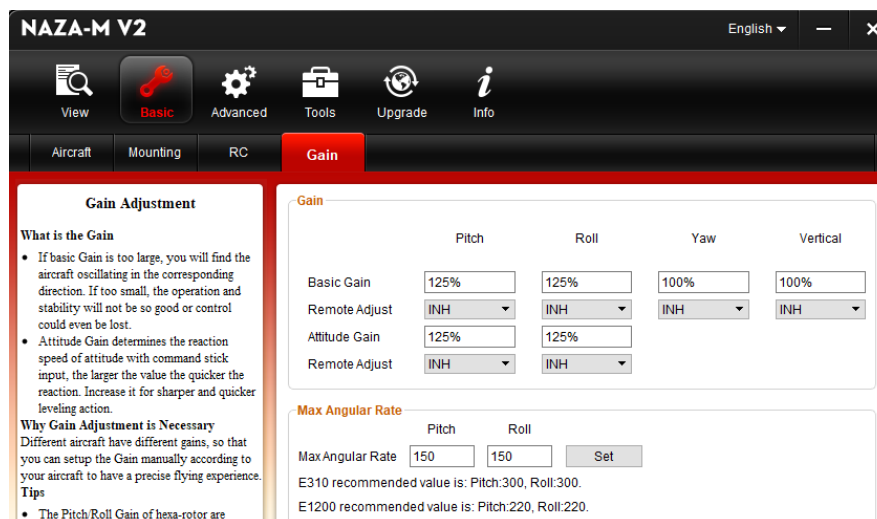 NAZA-M V2
English
View
Basic
Advanced
Tools
Upgrade
Info
Aircraft
Mounting
RC
Gain
Gain Adjustment
What is the Gain
• If basic Gain is too large, you will find the
aircraft oscillating in the corresponding
direction. If too small, the operation and
stability will not be so good or control
could even be lost.
• Attitude Gain determines the reaction
speed of attitude with command stick
input, the larger the value the quicker the
reaction. Increase it for sharper and quicker
leveling action.
Why Gain Adjustment is Necessary
Different aircraft have different gains, so that
you can setup the Gain manually according to
your aircraft to have a precise flying experience.
Tips
• The Pitch/Roll Gain of hexa-rotor are
Gain
Pitch Roll Yaw Vertical
Basic Gain 125% 125% 100% 100%
Remote Adjust INH INH INH INH
Attitude Gain 125% 125%
Remote Adjust INH INH
Max Angular Rate
Pitch Roll
MaxAngular Rate 150 150 Set
E310 recommended value is: Pitch:300, Roll:300.
E1200 recommended value is: Pitch:220, Roll:220.